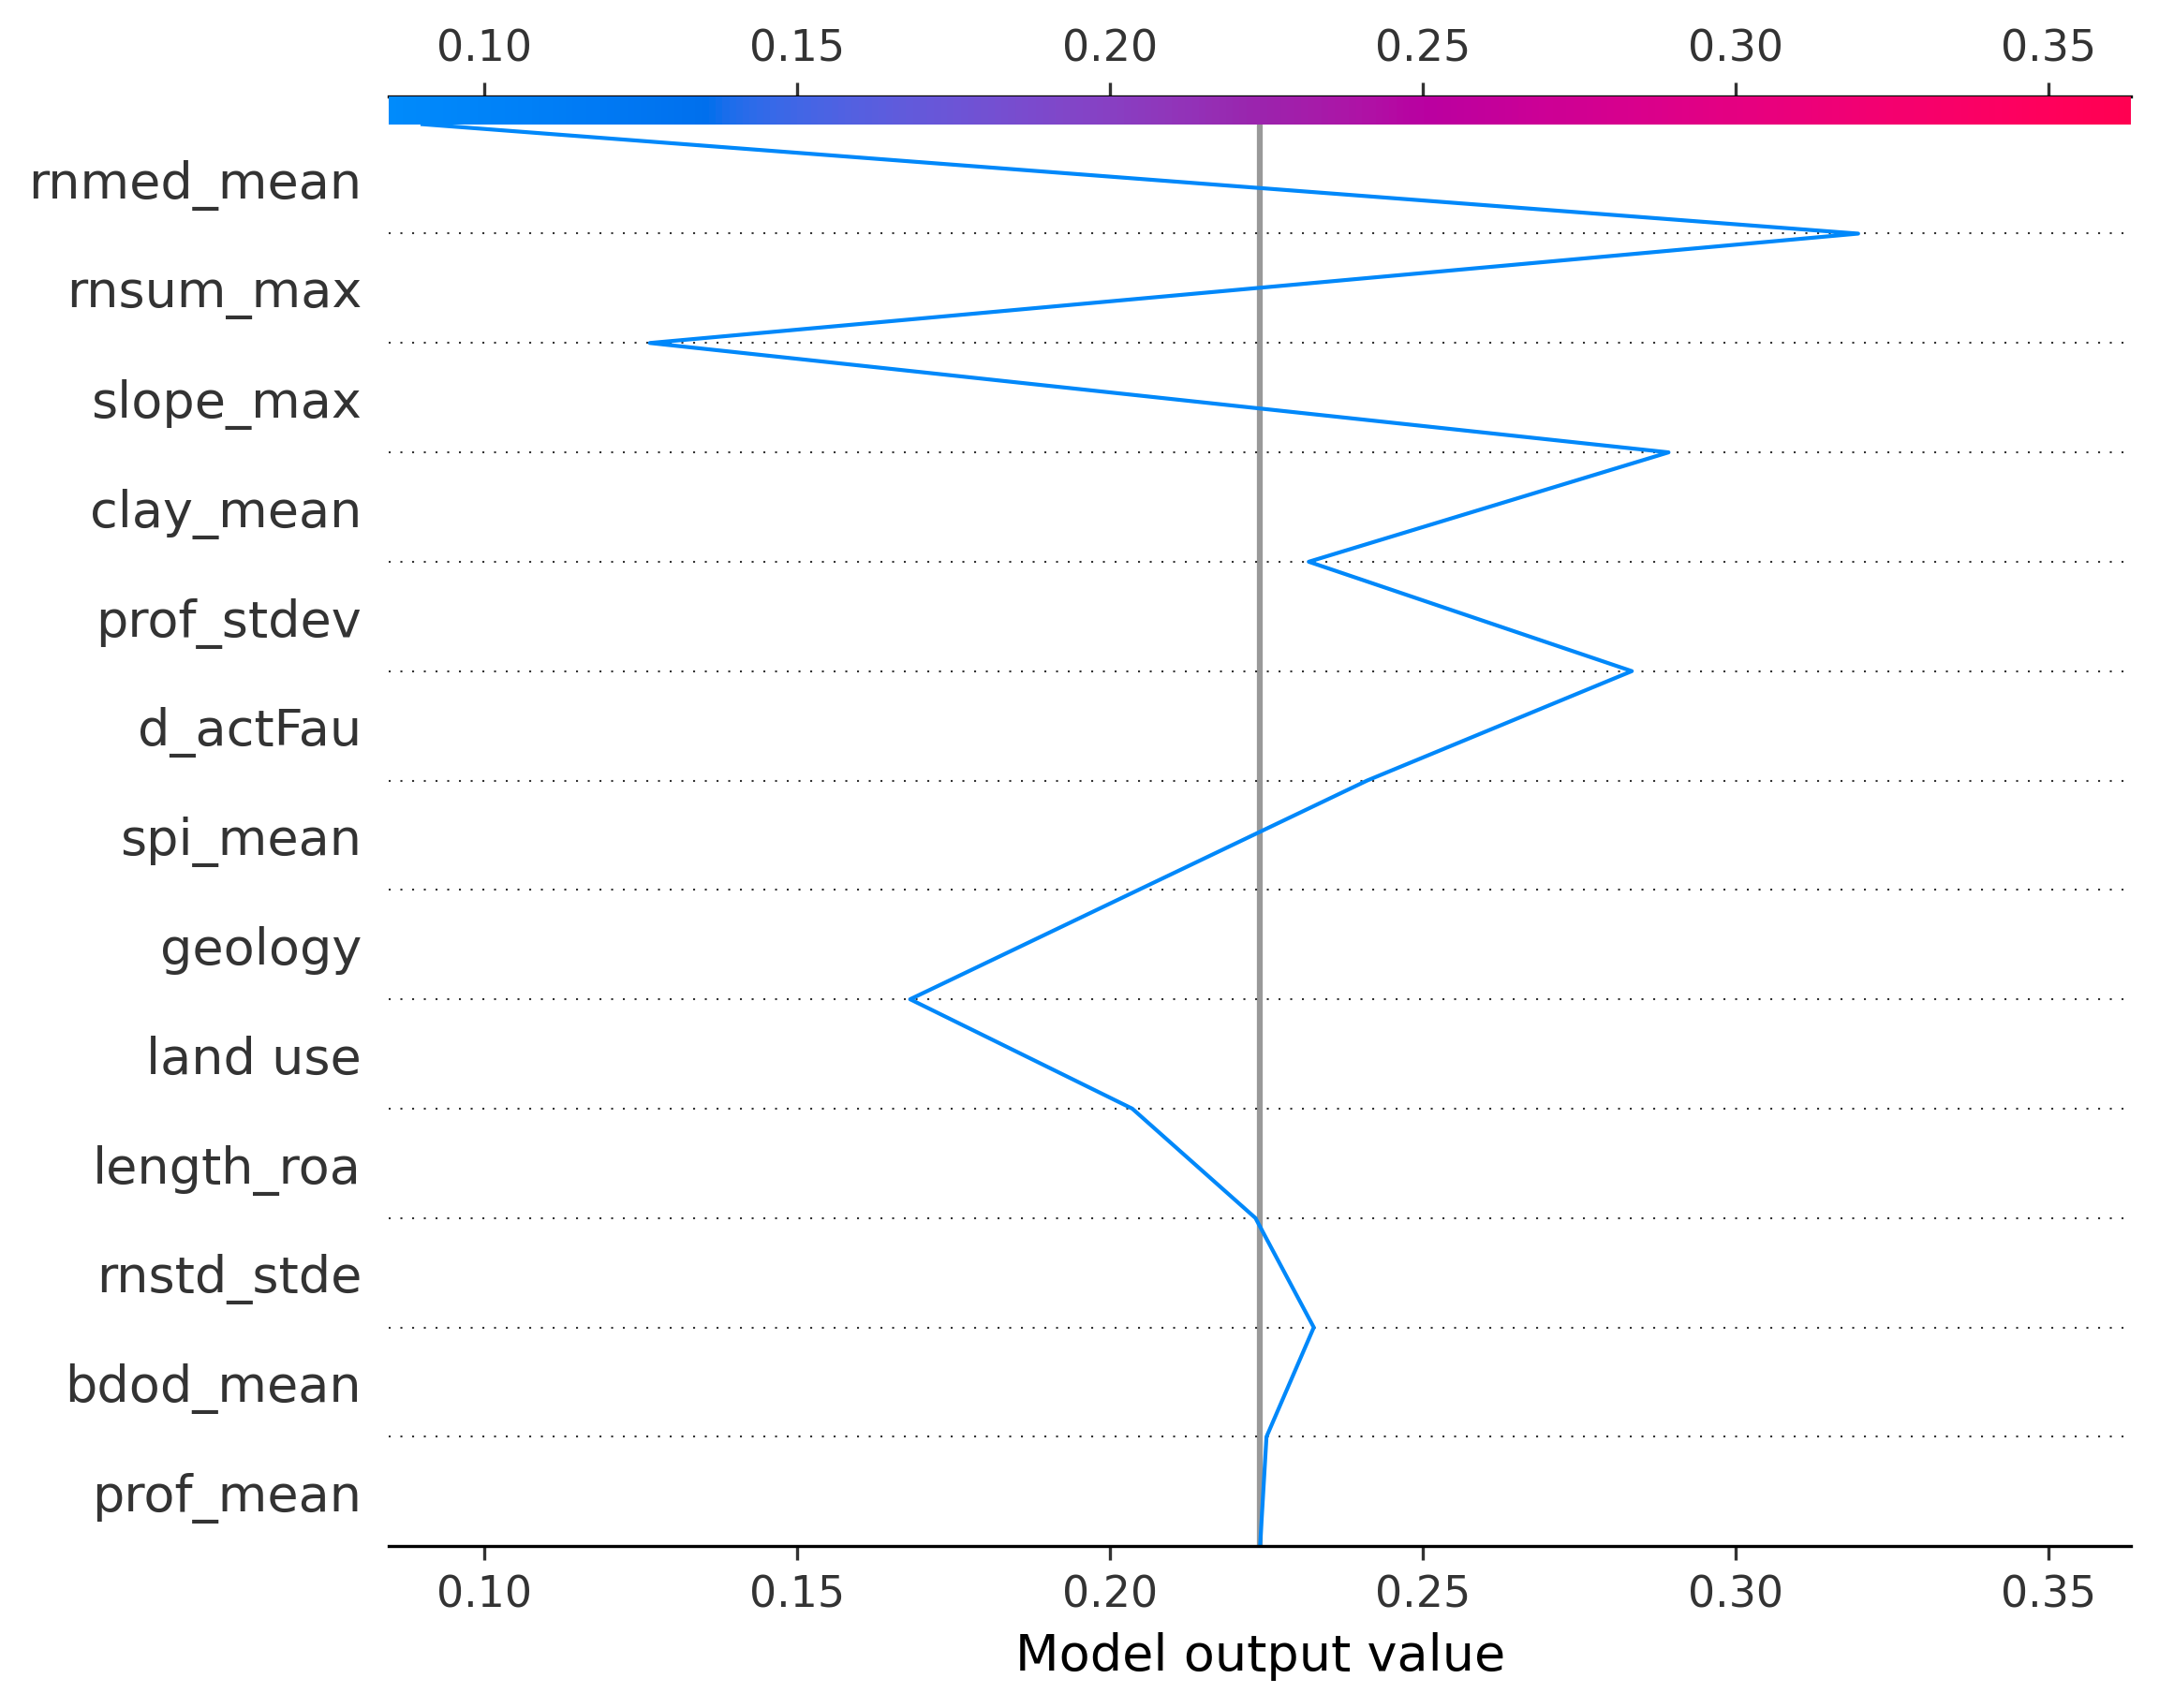 0.10 0.15 0.20 0.25 0.30 0.35
rnmed_mean
rnsum_max
slope_max
clay_mean
prof_stdev
d_actFau
spi_mean
geology
land use
length_roa
rnstd_stde
bdod_mean
prof_mean
0.10 0.15 0.20 0.25 0.30 0.35
Model output value